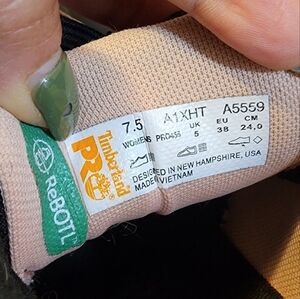 7.5 A1XHT A5559
WOMENS PRO455 UK EU CM
5 38 24,0
Timberland
PRO
DESIGNED IN NEW HAMPSHIRE, USA
MADE VIETNAM
ReBOTL